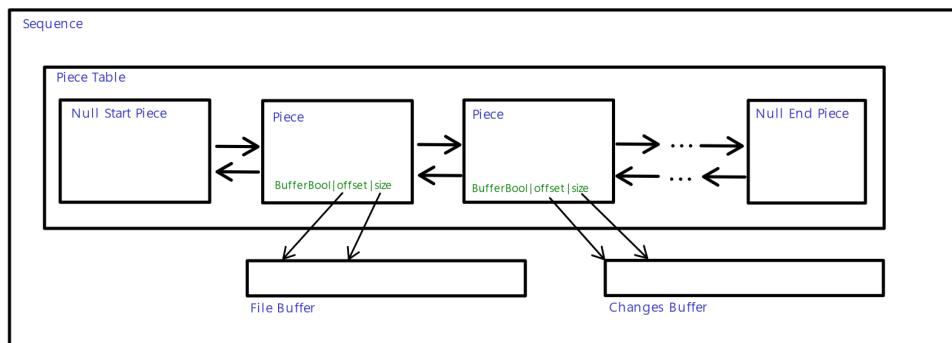 Sequence
Piece Table
Null Start Piece
Piece
Piece
Null End Piece
...
...
BufferBool|offset|size
BufferBool|offset|size
File Buffer
Changes Buffer